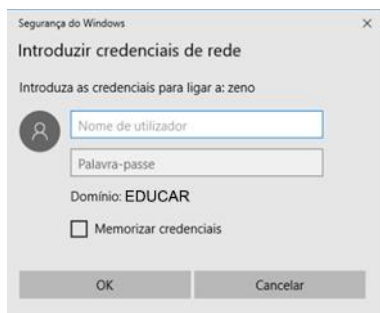 Segurança do Windows
Introduzir credenciais de rede
Introduza as credenciais para ligar a: zeno
Nome de utilizador
Palavra-passe
Domínio: EDUCAR
Memorizar credenciais
OK Cancelar